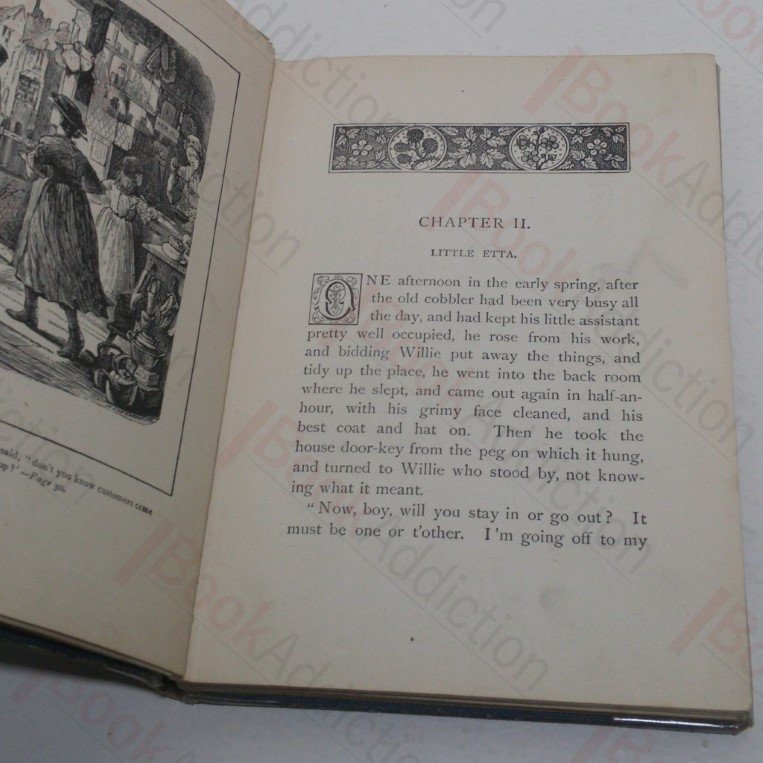 said, "don't you know customers come
op?'—Page 30.
CHAPTER II.
LITTLE ETTA.
ONE afternoon in the early spring, after
the old cobbler had been very busy all
the day, and had kept his little assistant
pretty well occupied, he rose from his work,
and bidding Willie put away the things, and
tidy up the place, he went into the back room
where he slept, and came out again in half-an-
hour, with his grimy face cleaned, and his
best coat and hat on. Then he took the
house door-key from the peg on which it hung,
and turned to Willie who stood by, not know-
ing what it meant.
"Now, boy, will you stay in or go out? It
must be one or t'other. I'm going off to my
BookAddiction